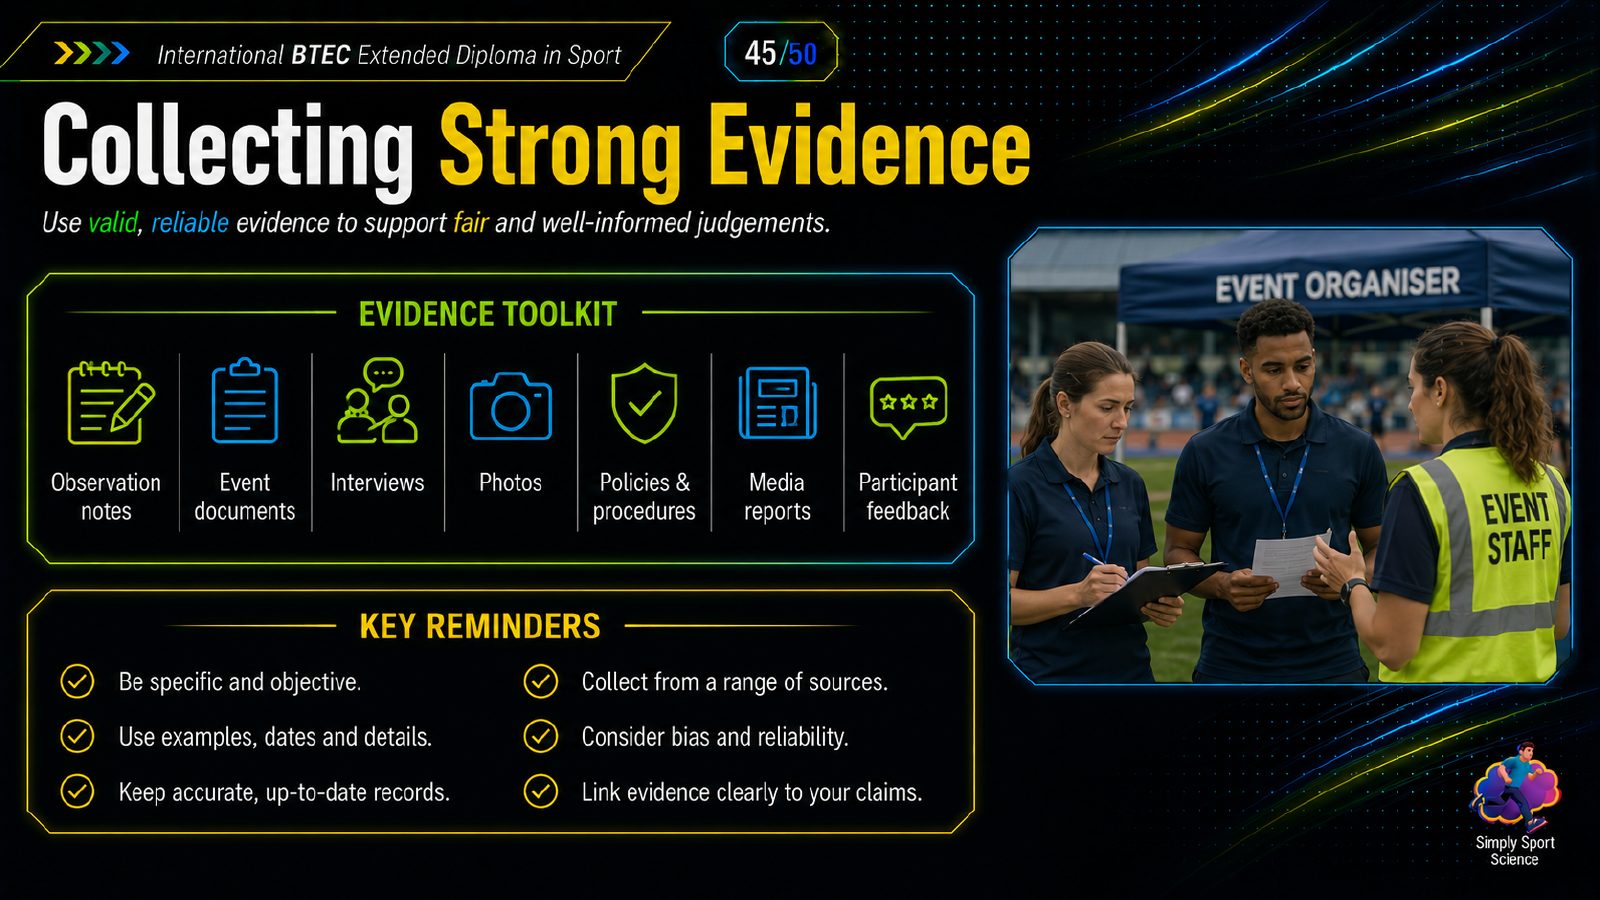 International BTEC Extended Diploma in Sport
45/50
Collecting Strong Evidence
Use valid, reliable evidence to support fair and well-informed judgements.
EVIDENCE TOOLKIT
Observation
notes
Event
documents
Interviews
Photos
Policies &
procedures
Media
reports
Participant
feedback
KEY REMINDERS
Be specific and objective.
Use examples, dates and details.
Keep accurate, up-to-date records.
Collect from a range of sources.
Consider bias and reliability.
Link evidence clearly to your claims.
EVENT ORGANISER
EVENT
STAFF
Simply Sport
Science